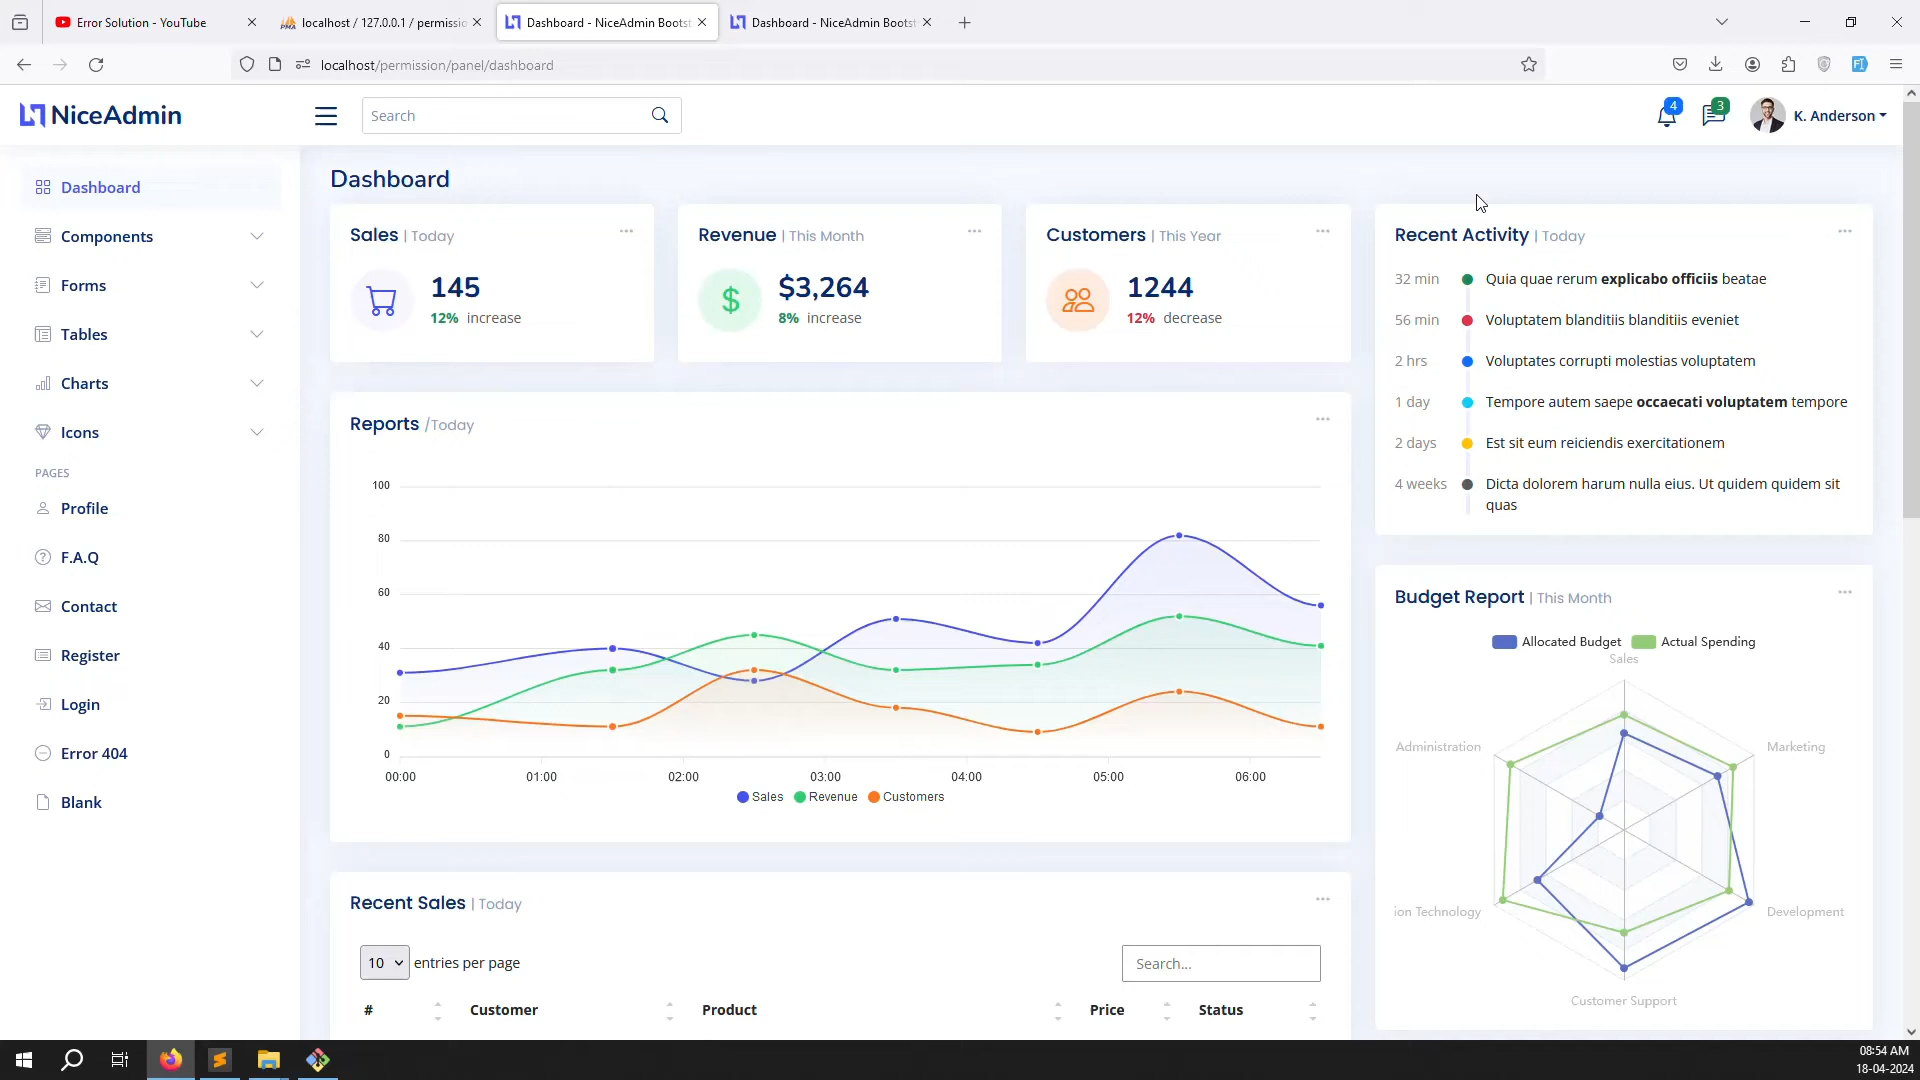 Error Solution - YouTube
localhost / 127.0.0.1 / permissio
Dashboard - NiceAdmin Bootst
Dashboard - NiceAdmin Bootst
localhost/permission/panel/dashboard
NiceAdmin
Search
4
3
K. Anderson
Dashboard
Components
Forms
Tables
Charts
Icons
PAGES
Profile
F.A.Q
Contact
Register
Login
Error 404
Blank
Dashboard
Sales | Today
145
12% increase
Revenue | This Month
$3,264
8% increase
Customers | This Year
1244
12% decrease
Reports /Today
100
80
60
40
20
0
00:00 01:00 02:00 03:00 04:00 05:00 06:00
Sales Revenue Customers
Recent Sales | Today
10 entries per page
Search...
# Customer Product Price Status
Recent Activity | Today
32 min Quia quae rerum explicabo officiis beatae
56 min Voluptatem blanditiis blanditiis eveniet
2 hrs Voluptates corrupti molestias voluptatem
1 day Tempore autem saepe occaecati voluptatem tempore
2 days Est sit eum reiciendis exercitationem
4 weeks Dicta dolorem harum nulla eius. Ut quidem quidem sit
quas
Budget Report | This Month
Allocated Budget Actual Spending
Sales
Administration
Marketing
ion Technology
Development
Customer Support
08:54 AM
18-04-2024